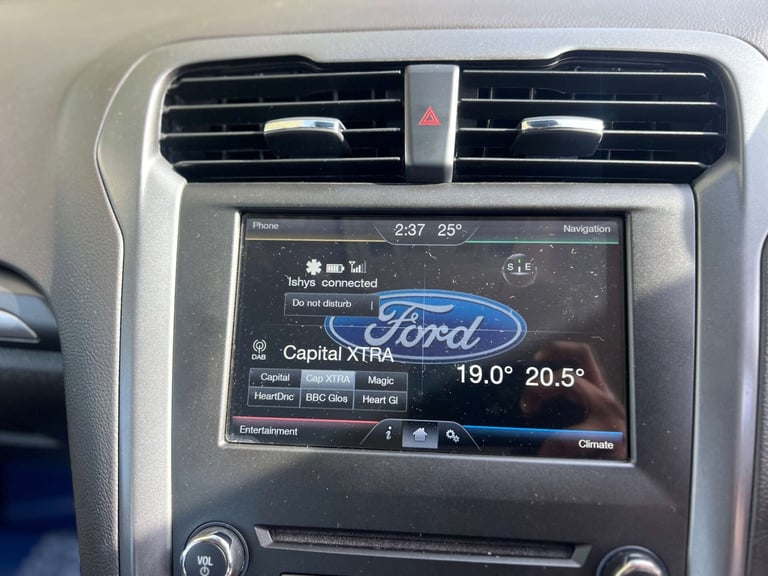 Phone
2:37 25°
Navigation
S E
1shys connected
Do not disturb
Ford
DAB
Capital XTRA
19.0° 20.5°
Capital Cap XTRA Magic
HeartDnc BBC Glos Heart Gl
Entertainment
i
Climate
VOL